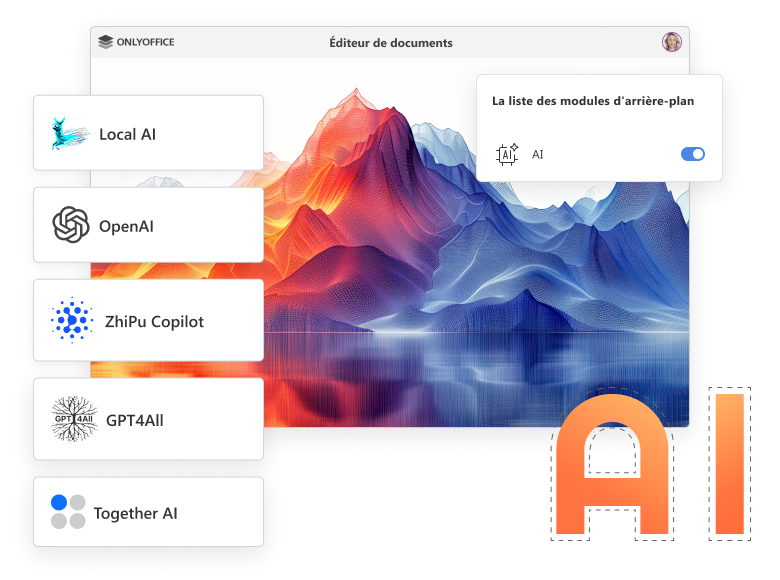 ONLYOFFICE
Éditeur de documents
La liste des modules d'arrière-plan
AI
AI
Local AI
OpenAI
ZhiPu Copilot
GPT4All
GPT4All
Together AI
AI